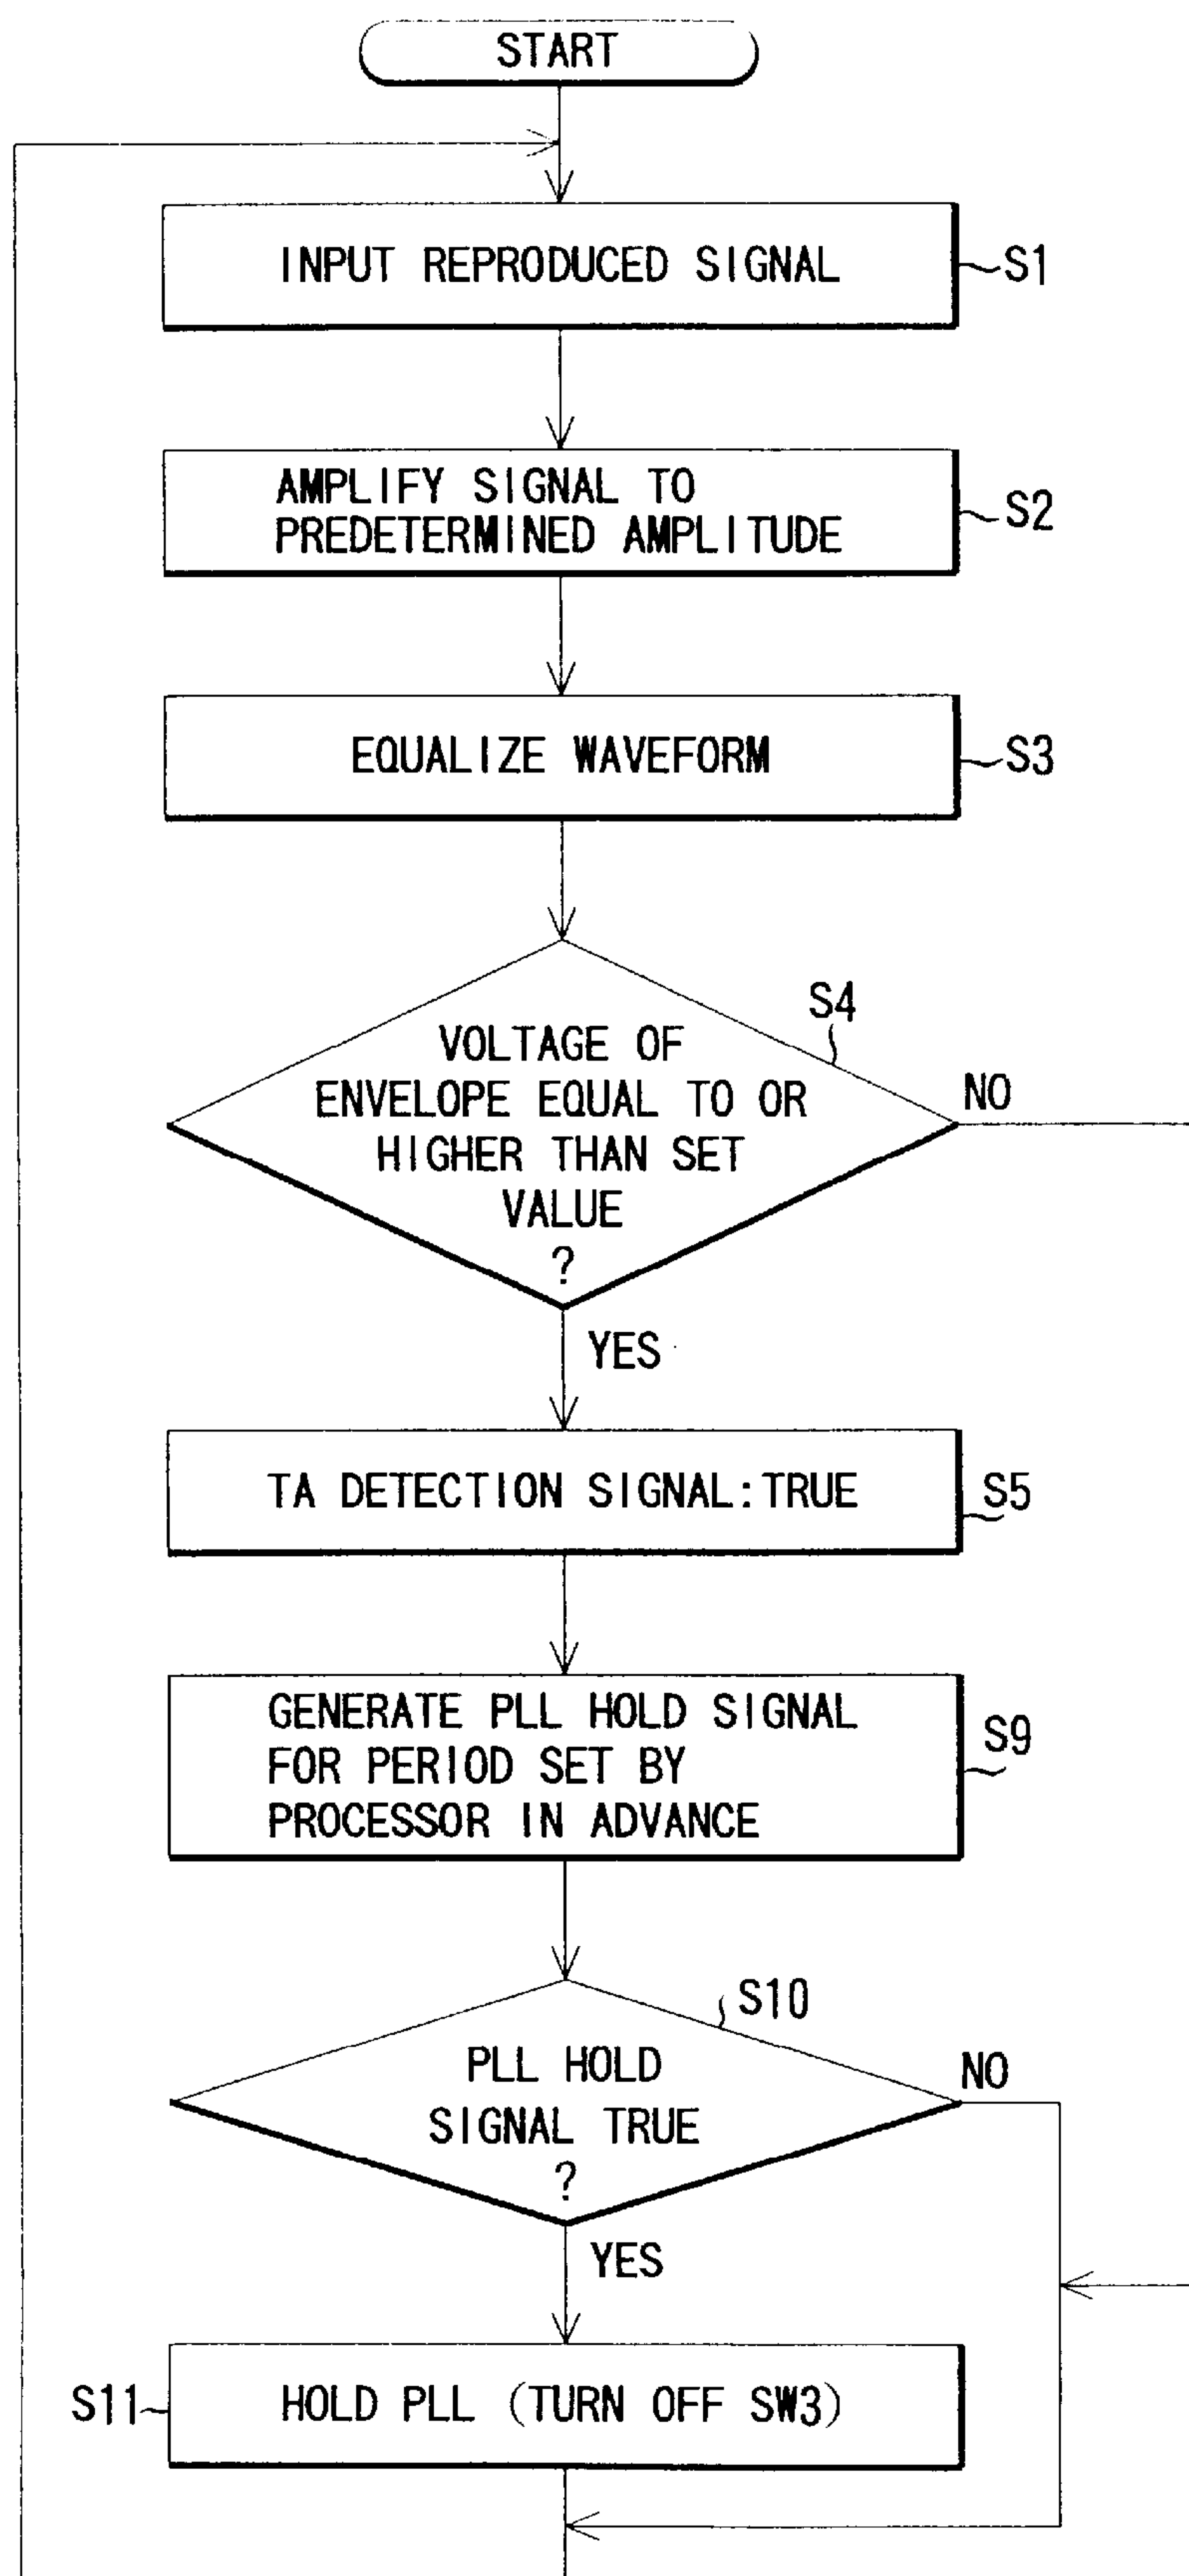 START
INPUT REPRODUCED SIGNAL
S1
AMPLIFY SIGNAL TO
PREDETERMINED AMPLITUDE
S2
EQUALIZE WAVEFORM
S3
S4
VOLTAGE OF
ENVELOPE EQUAL TO OR
HIGHER THAN SET
VALUE
?
NO
YES
TA DETECTION SIGNAL:TRUE
S5
GENERATE PLL HOLD SIGNAL
FOR PERIOD SET BY
PROCESSOR IN ADVANCE
S9
S10
PLL HOLD
SIGNAL TRUE
?
NO
YES
S11
HOLD PLL (TURN OFF SW3)